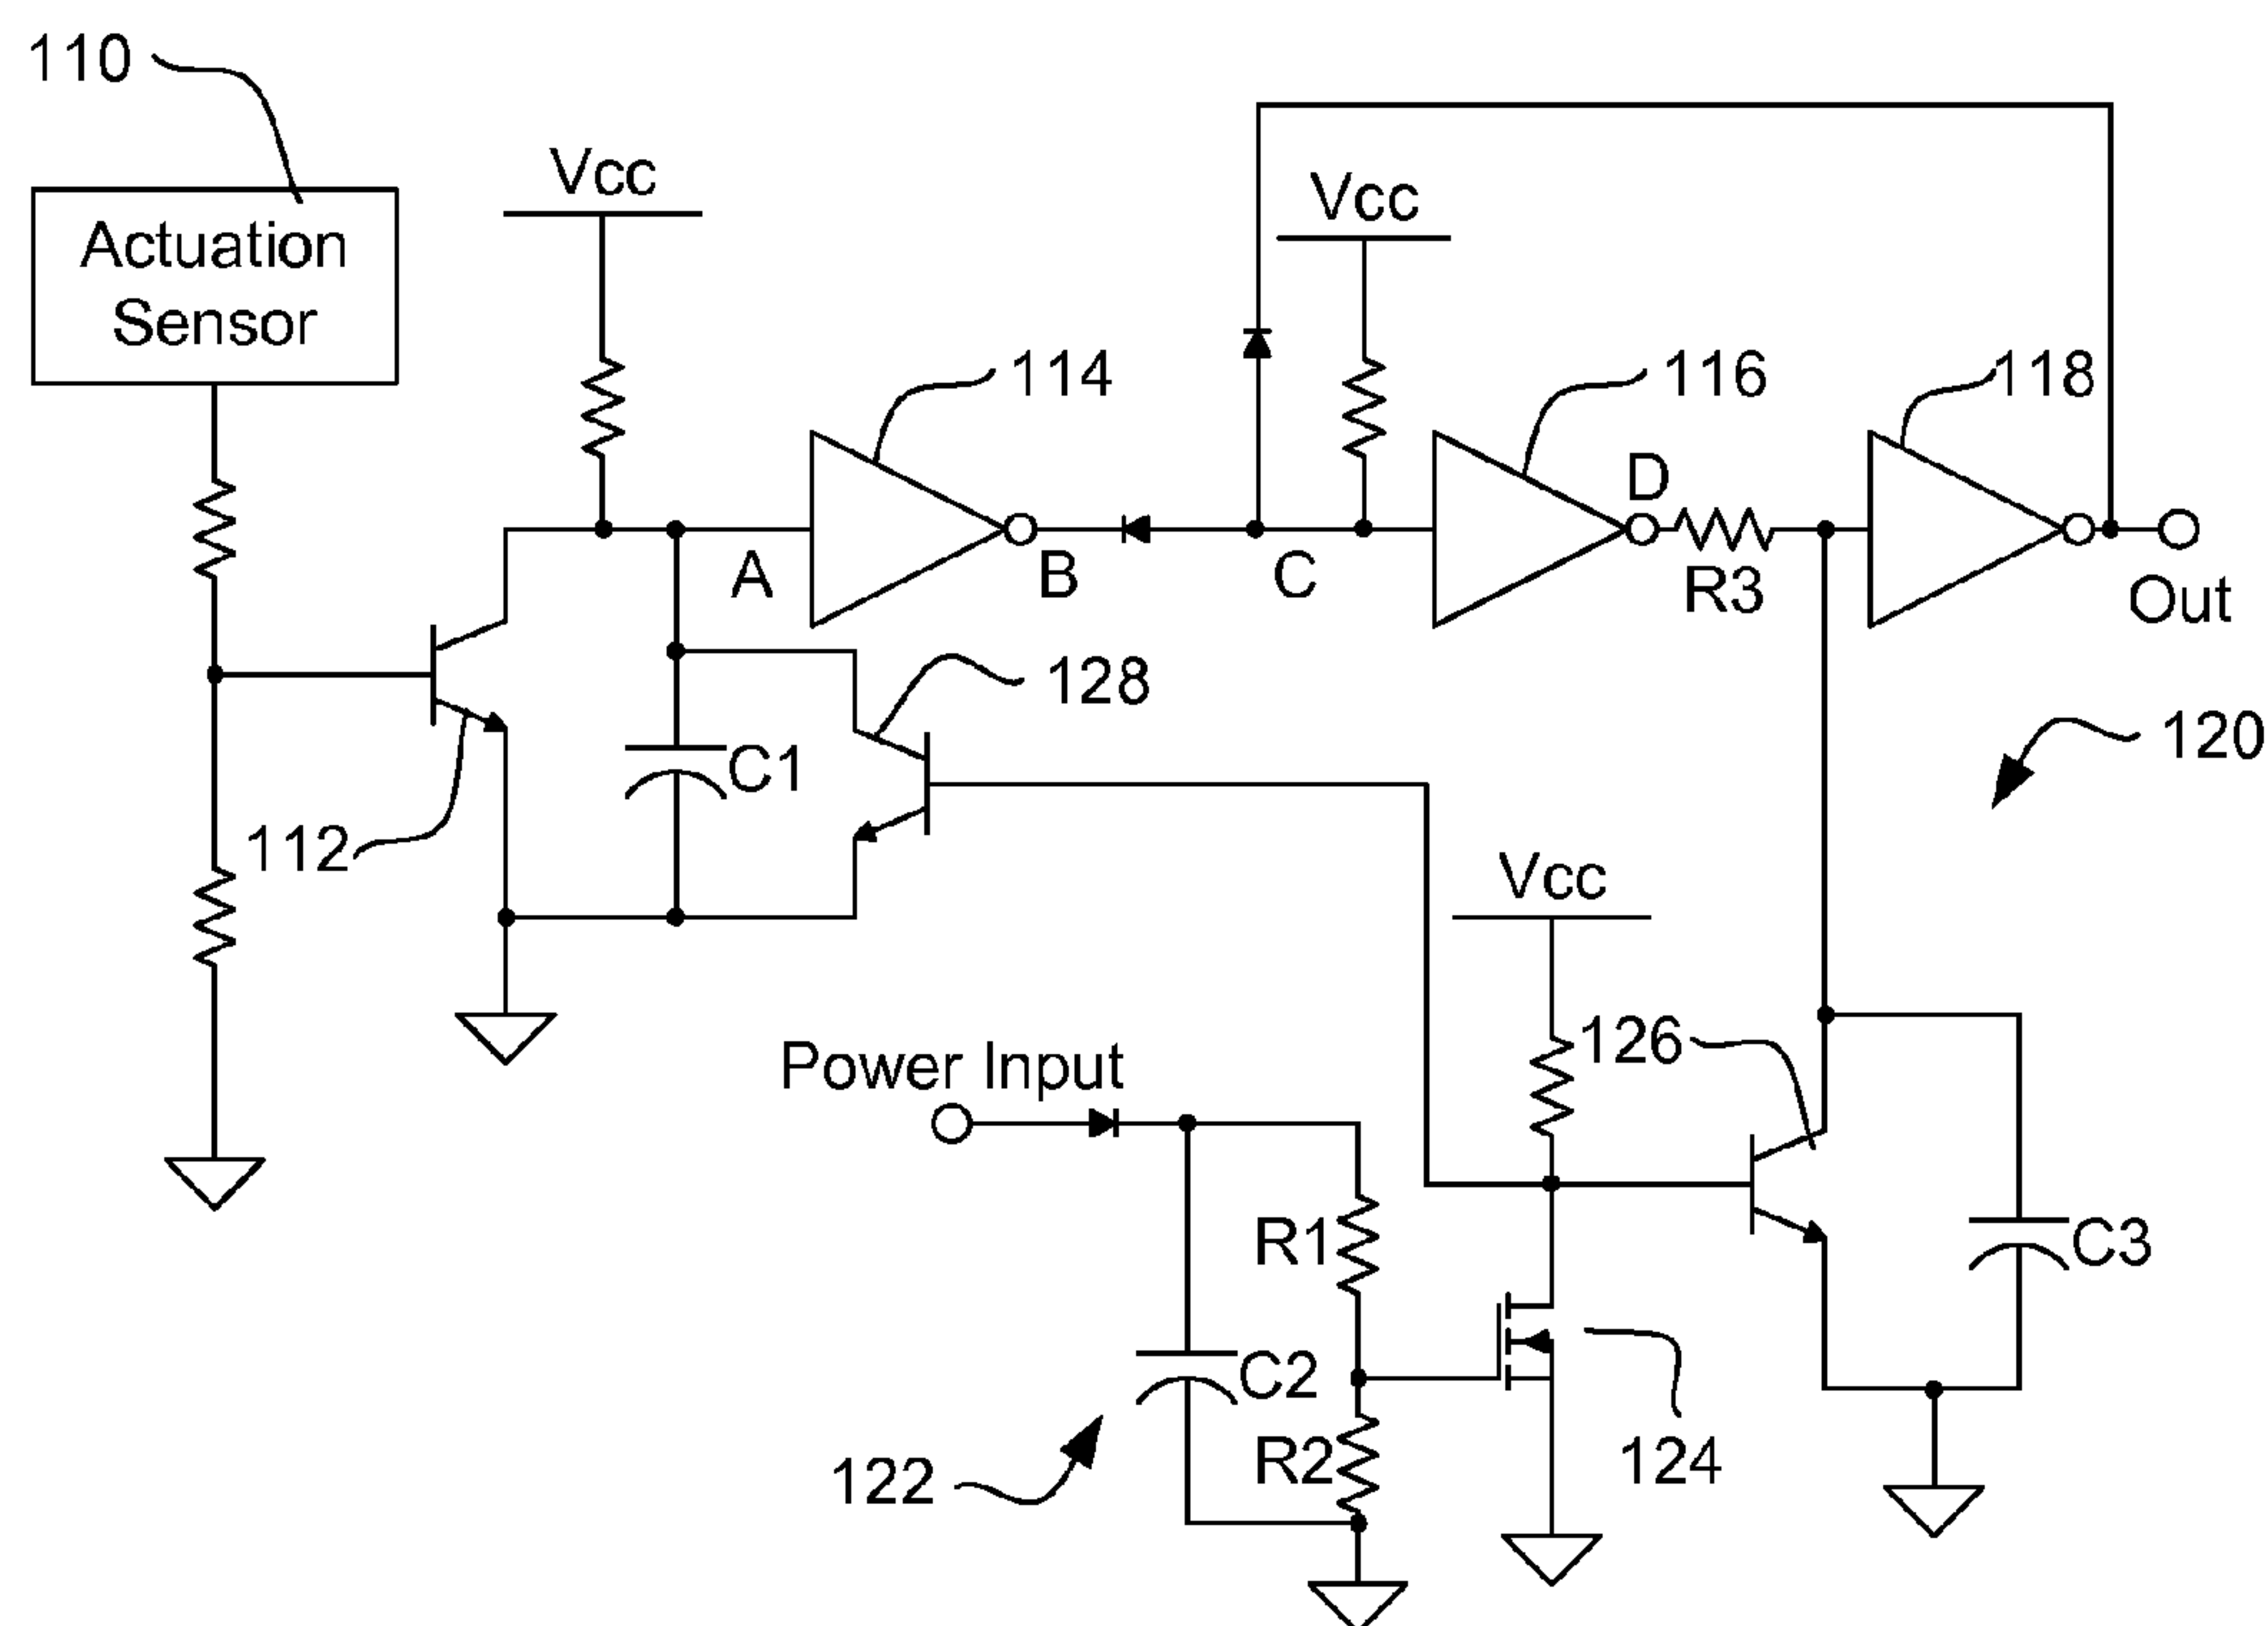 110
Vcc
Vcc
Actuation
Sensor
114
116
118
D
A
B
C
R3
Out
128
120
C1
112
Vcc
126
Power Input
R1
C3
C2
R2
124
122